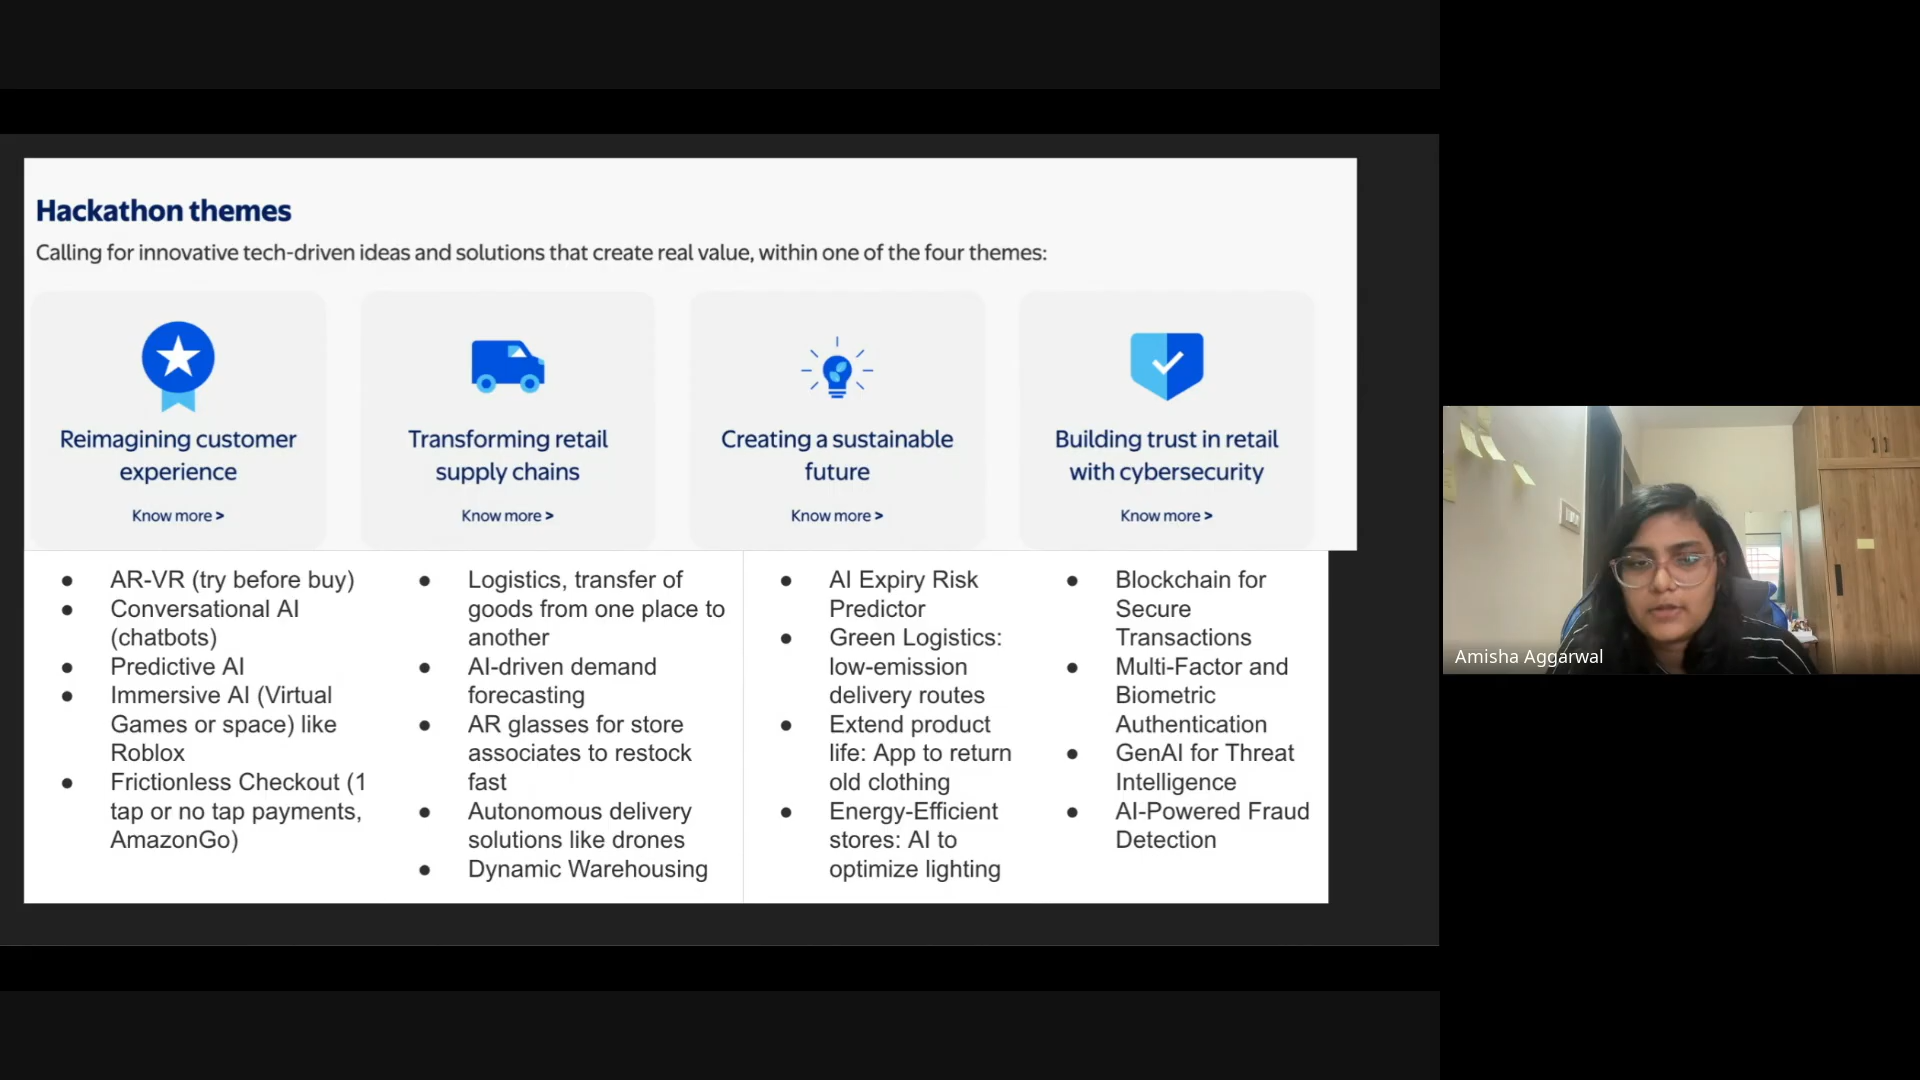 Hackathon themes
Calling for innovative tech-driven ideas and solutions that create real value, within one of the four themes:
Reimagining customer
experience
Know more >
Transforming retail
supply chains
Know more >
Creating a sustainable
future
Know more >
Building trust in retail
with cybersecurity
Know more >
● AR-VR (try before buy)
● Conversational AI
(chatbots)
● Predictive AI
● Immersive AI (Virtual
Games or space) like
Roblox
● Frictionless Checkout (1
tap or no tap payments,
AmazonGo)
● Logistics, transfer of
goods from one place to
another
● AI-driven demand
forecasting
● AR glasses for store
associates to restock
fast
● Autonomous delivery
solutions like drones
● Dynamic Warehousing
● AI Expiry Risk
Predictor
● Green Logistics:
low-emission
delivery routes
● Extend product
life: App to return
old clothing
● Energy-Efficient
stores: AI to
optimize lighting
● Blockchain for
Secure
Transactions
● Multi-Factor and
Biometric
Authentication
● GenAI for Threat
Intelligence
● AI-Powered Fraud
Detection
Amisha Aggarwal